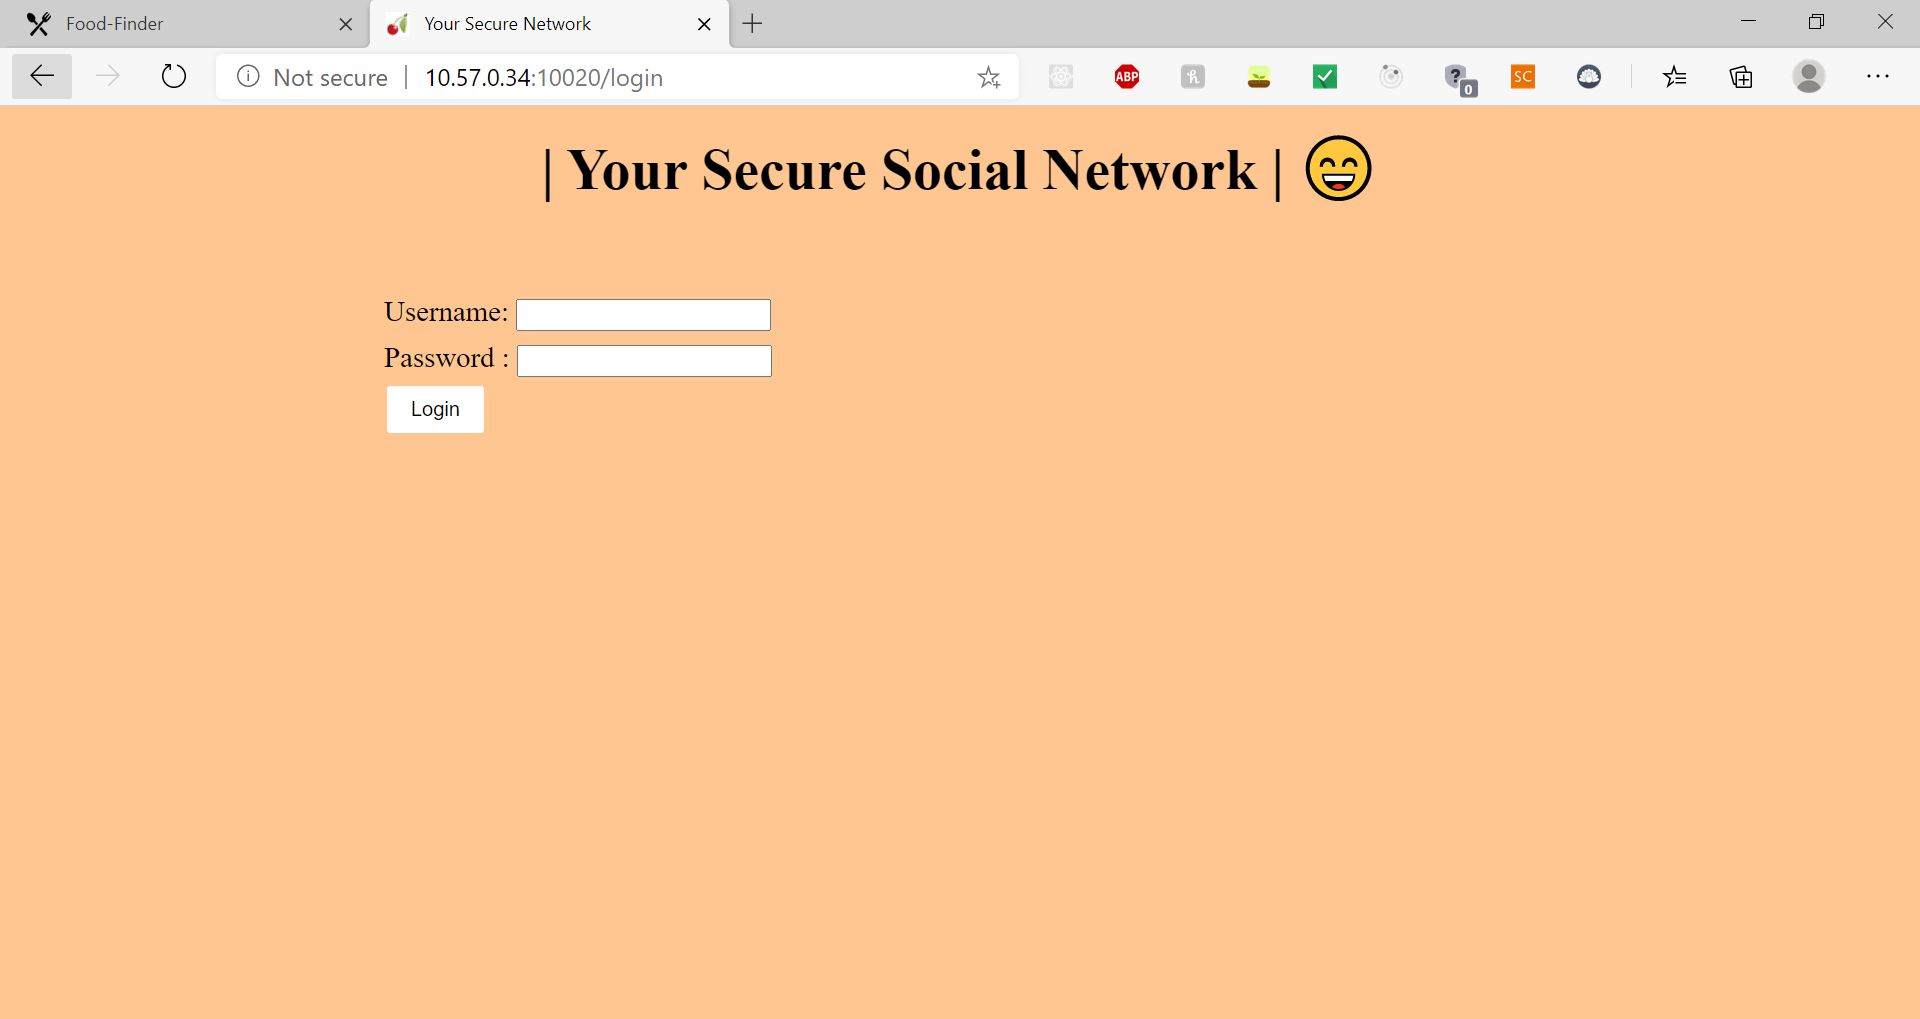 Food-Finder
Your Secure Network
Not secure | 10.57.0.34:10020/login
ABP
h
?
0
SC
| Your Secure Social Network | 😄
Username:
Password :
Login